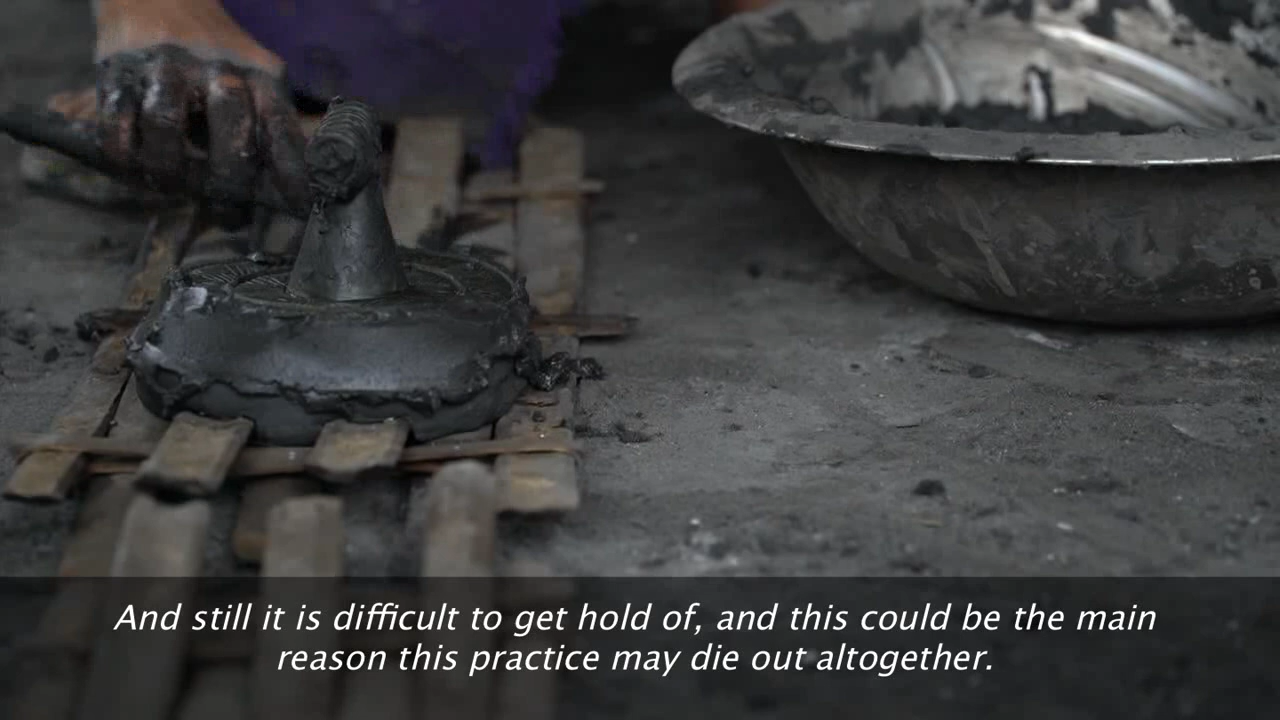 And still it is difficult to get hold of, and this could be the main
reason this practice may die out altogether.